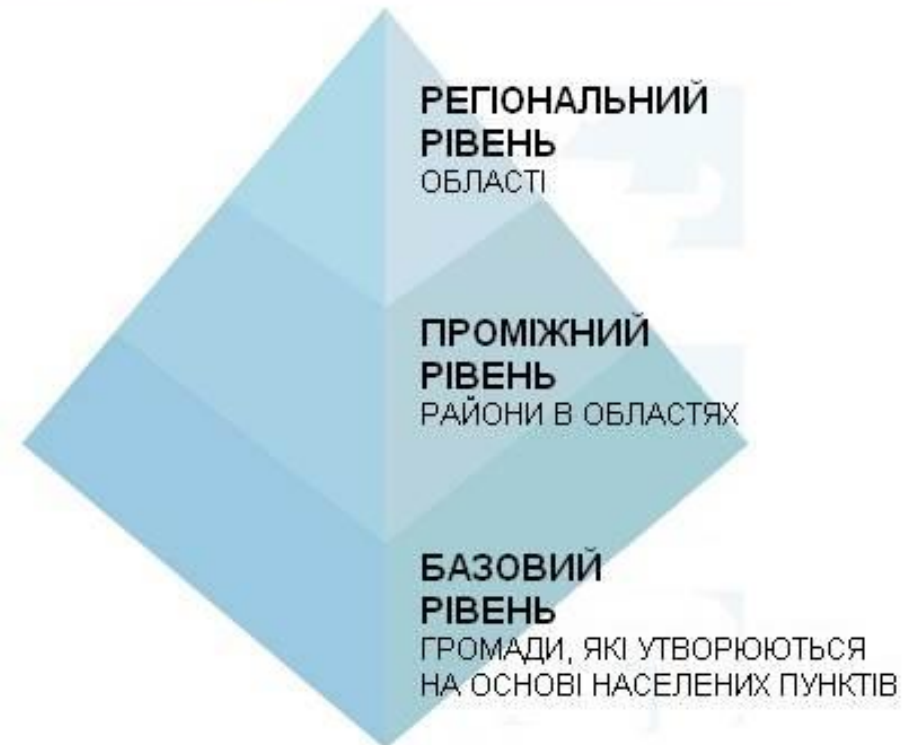 РЕГІОНАЛЬНИЙ
РІВЕНЬ
ОБЛАСТІ
ПРОМІЖНИЙ
РІВЕНЬ
РАЙОНИ В ОБЛАСТЯХ
БАЗОВИЙ
РІВЕНЬ
ГРОМАДИ, ЯКІ УТВОРЮЮТЬСЯ
НА ОСНОВІ НАСЕЛЕНИХ ПУНКТІВ